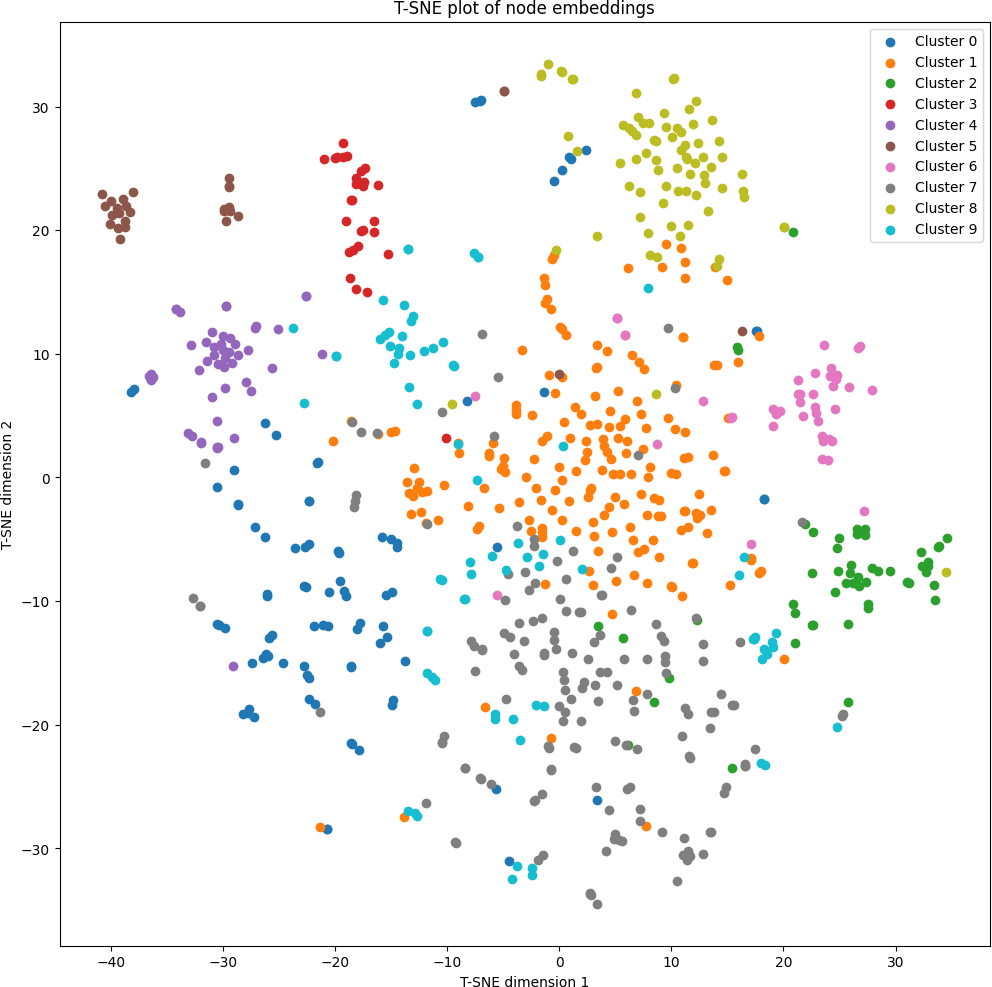 T-SNE plot of node embeddings
Cluster 0
Cluster 1
Cluster 2
Cluster 3
Cluster 4
Cluster 5
Cluster 6
Cluster 7
Cluster 8
Cluster 9
30
20
10
0
−10
−20
−30
T-SNE dimension 2
−40
−30
−20
−10
0
10
20
30
T-SNE dimension 1